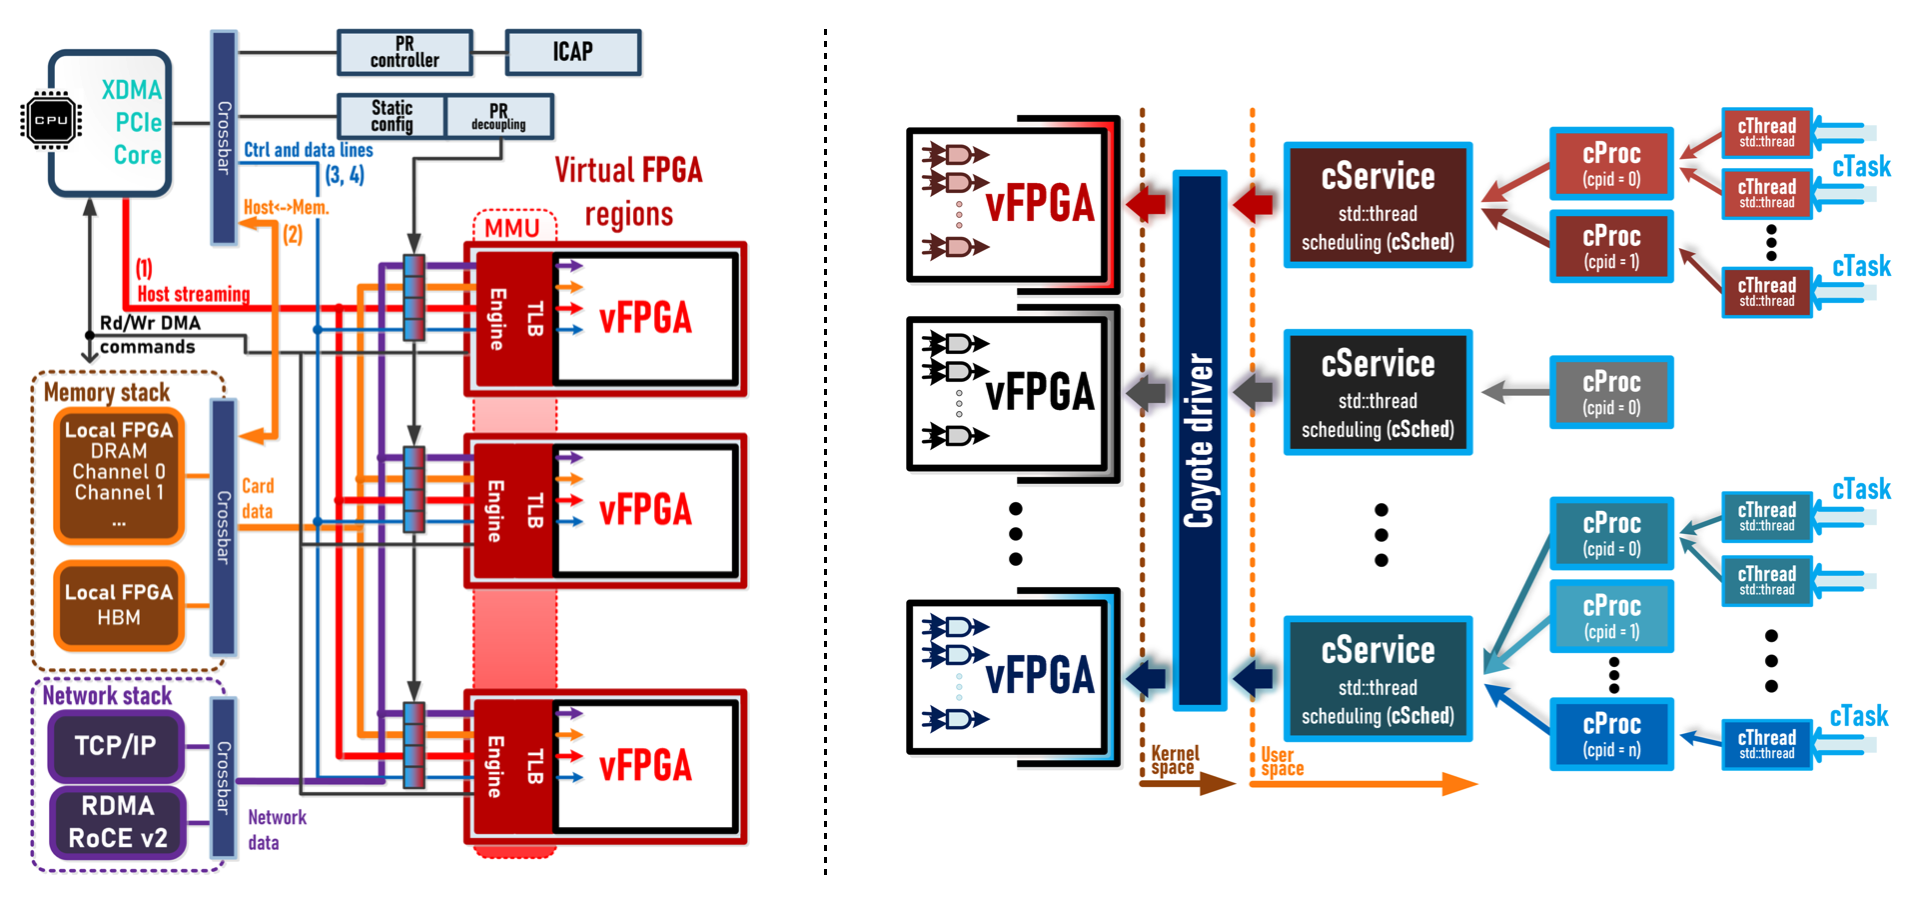 CPU
XDMA
PCIe
Core
Crossbar
PR
controller
ICAP
Static
config
PR
decoupling
Ctrl and data lines
(3, 4)
Host<->Mem.
(2)
(1)
Host streaming
Rd/Wr DMA
commands
Virtual FPGA
regions
MMU
Engine
TLB
vFPGA
Engine
TLB
vFPGA
Engine
TLB
vFPGA
Memory stack
Local FPGA
DRAM
Channel 0
Channel 1
...
Local FPGA
HBM
Crossbar
Card
data
Network stack
TCP/IP
RDMA
RoCE v2
Crossbar
Network
data
vFPGA
vFPGA
vFPGA
Coyote driver
Kernel
space
User
space
cService
std::thread
scheduling (cSched)
cService
std::thread
scheduling (cSched)
cService
std::thread
scheduling (cSched)
cProc
(cpid = 0)
cProc
(cpid = 1)
cProc
(cpid = 0)
cProc
(cpid = 0)
cProc
(cpid = 1)
cProc
(cpid = n)
cThread
std::thread
cTask
cThread
std::thread
cTask
cThread
std::thread
cTask
cThread
std::thread
cThread
std::thread
cTask
cThread
std::thread